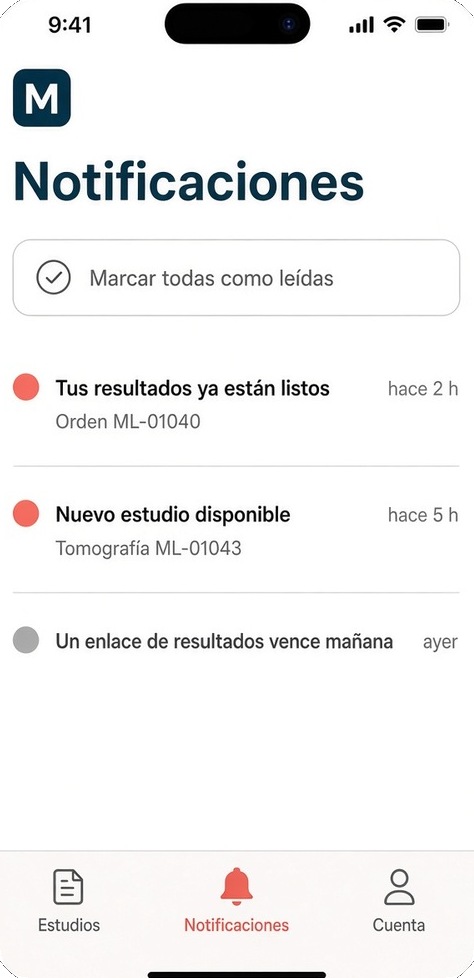 9:41
M
Notificaciones
Marcar todas como leídas
Tus resultados ya están listos hace 2 h
Orden ML-01040
Nuevo estudio disponible hace 5 h
Tomografía ML-01043
Un enlace de resultados vence mañana ayer
Estudios Notificaciones Cuenta